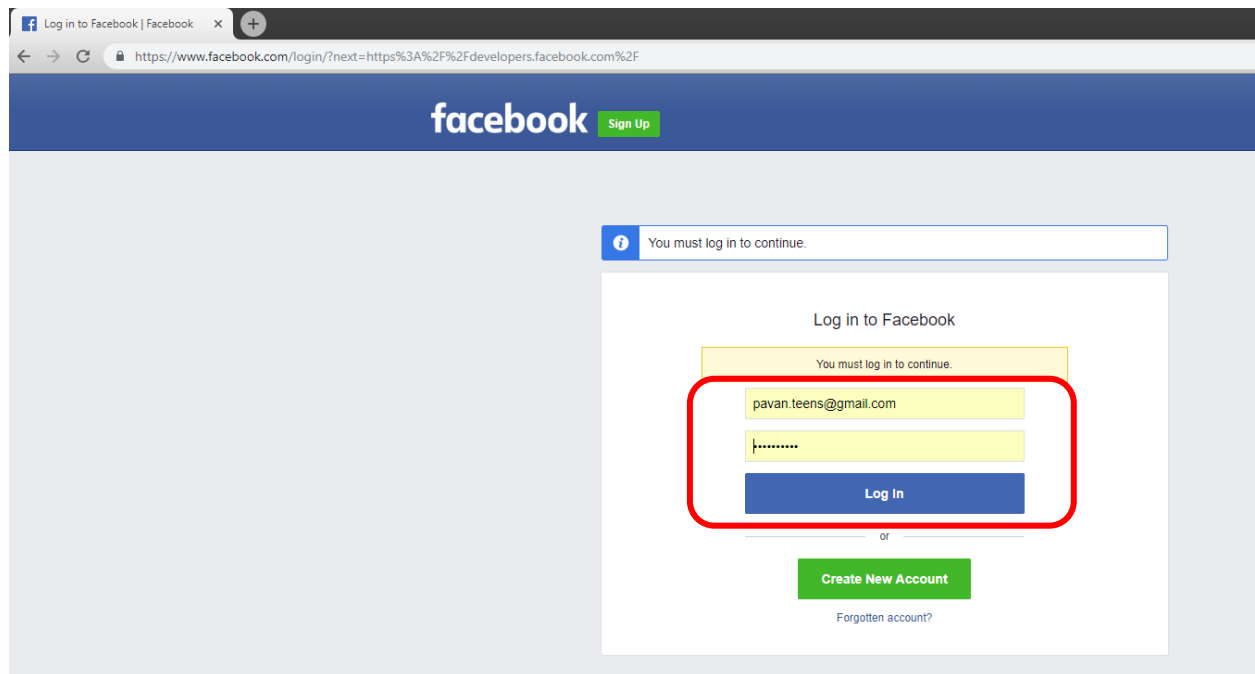 Log in to Facebook | Facebook
https://www.facebook.com/login/?next=https%3A%2F%2Fdevelopers.facebook.com%2F
facebook Sign Up
You must log in to continue.
Log in to Facebook
You must log in to continue.
pavan.teens@gmail.com
••••••••••
Log In
or
Create New Account
Forgotten account?